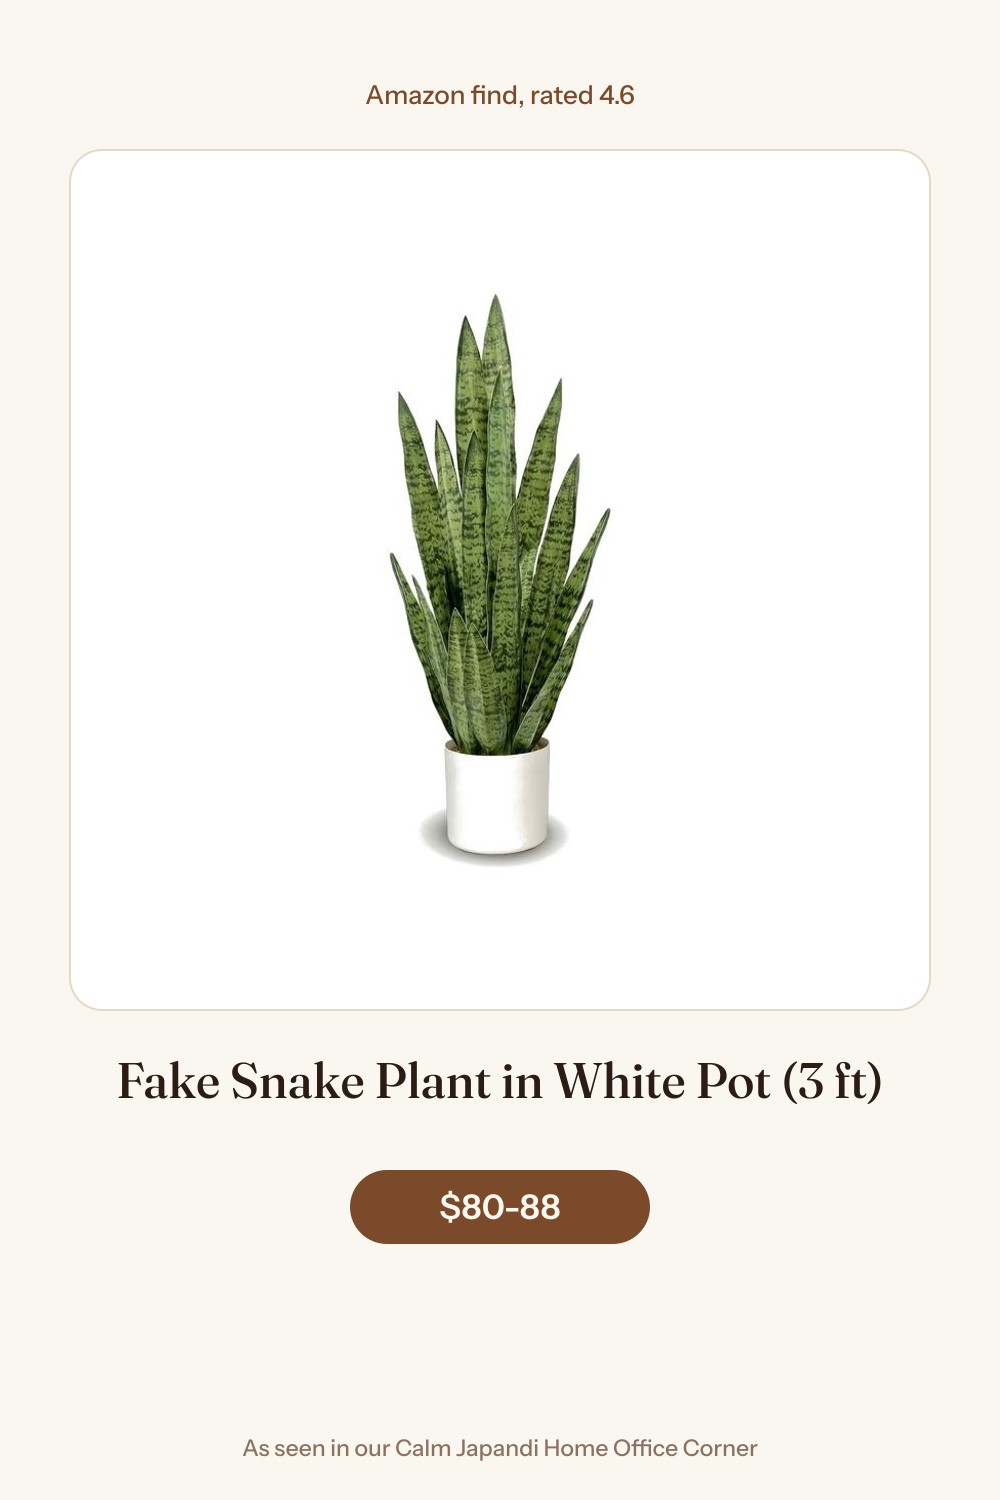 Amazon find, rated 4.6
Fake Snake Plant in White Pot (3 ft)
$80-88
As seen in our Calm Japandi Home Office Corner